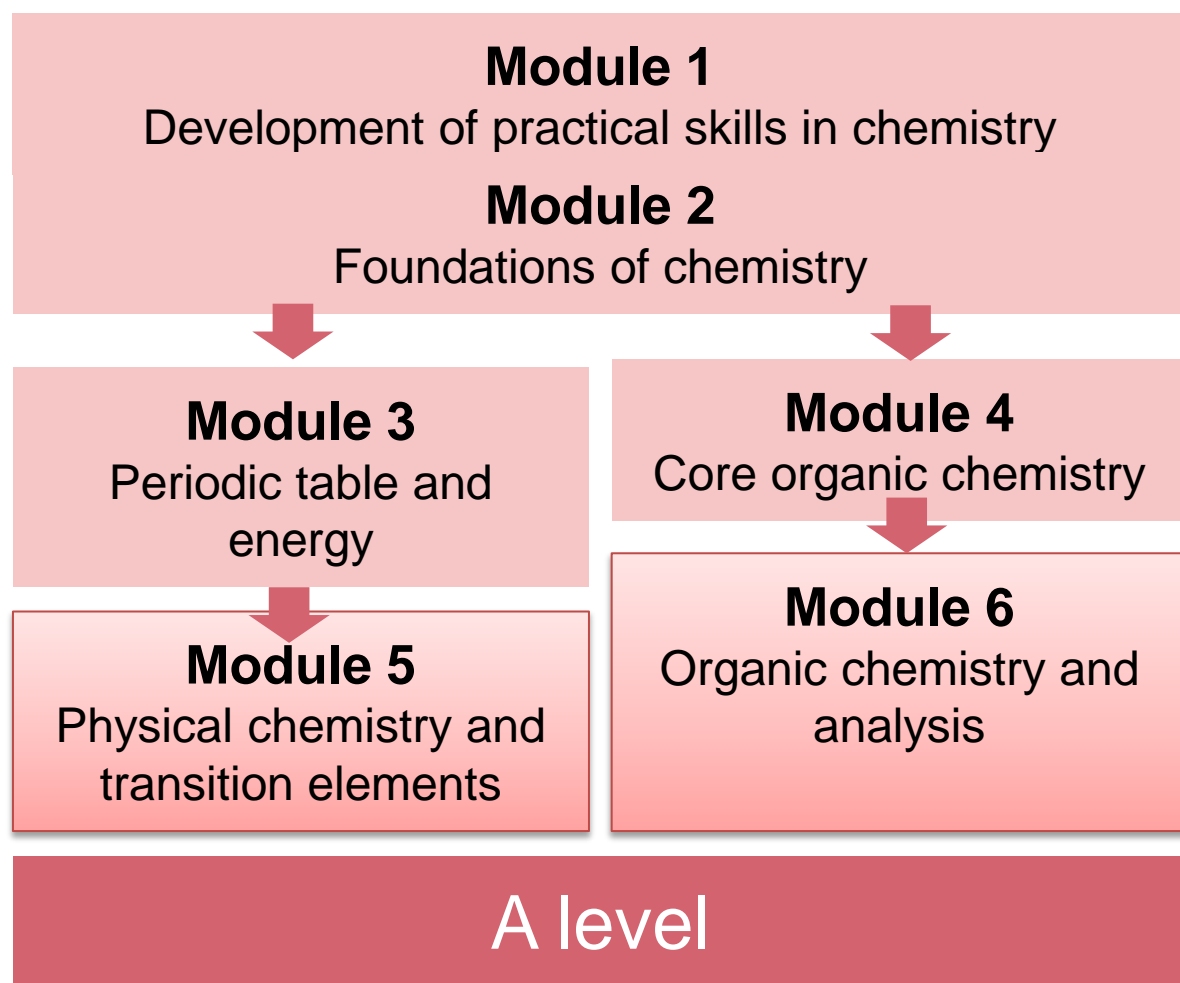 Module 1
Development of practical skills in chemistry
Module 2
Foundations of chemistry
Module 3
Periodic table and
energy
Module 4
Core organic chemistry
Module 5
Physical chemistry and
transition elements
Module 6
Organic chemistry and
analysis
A level